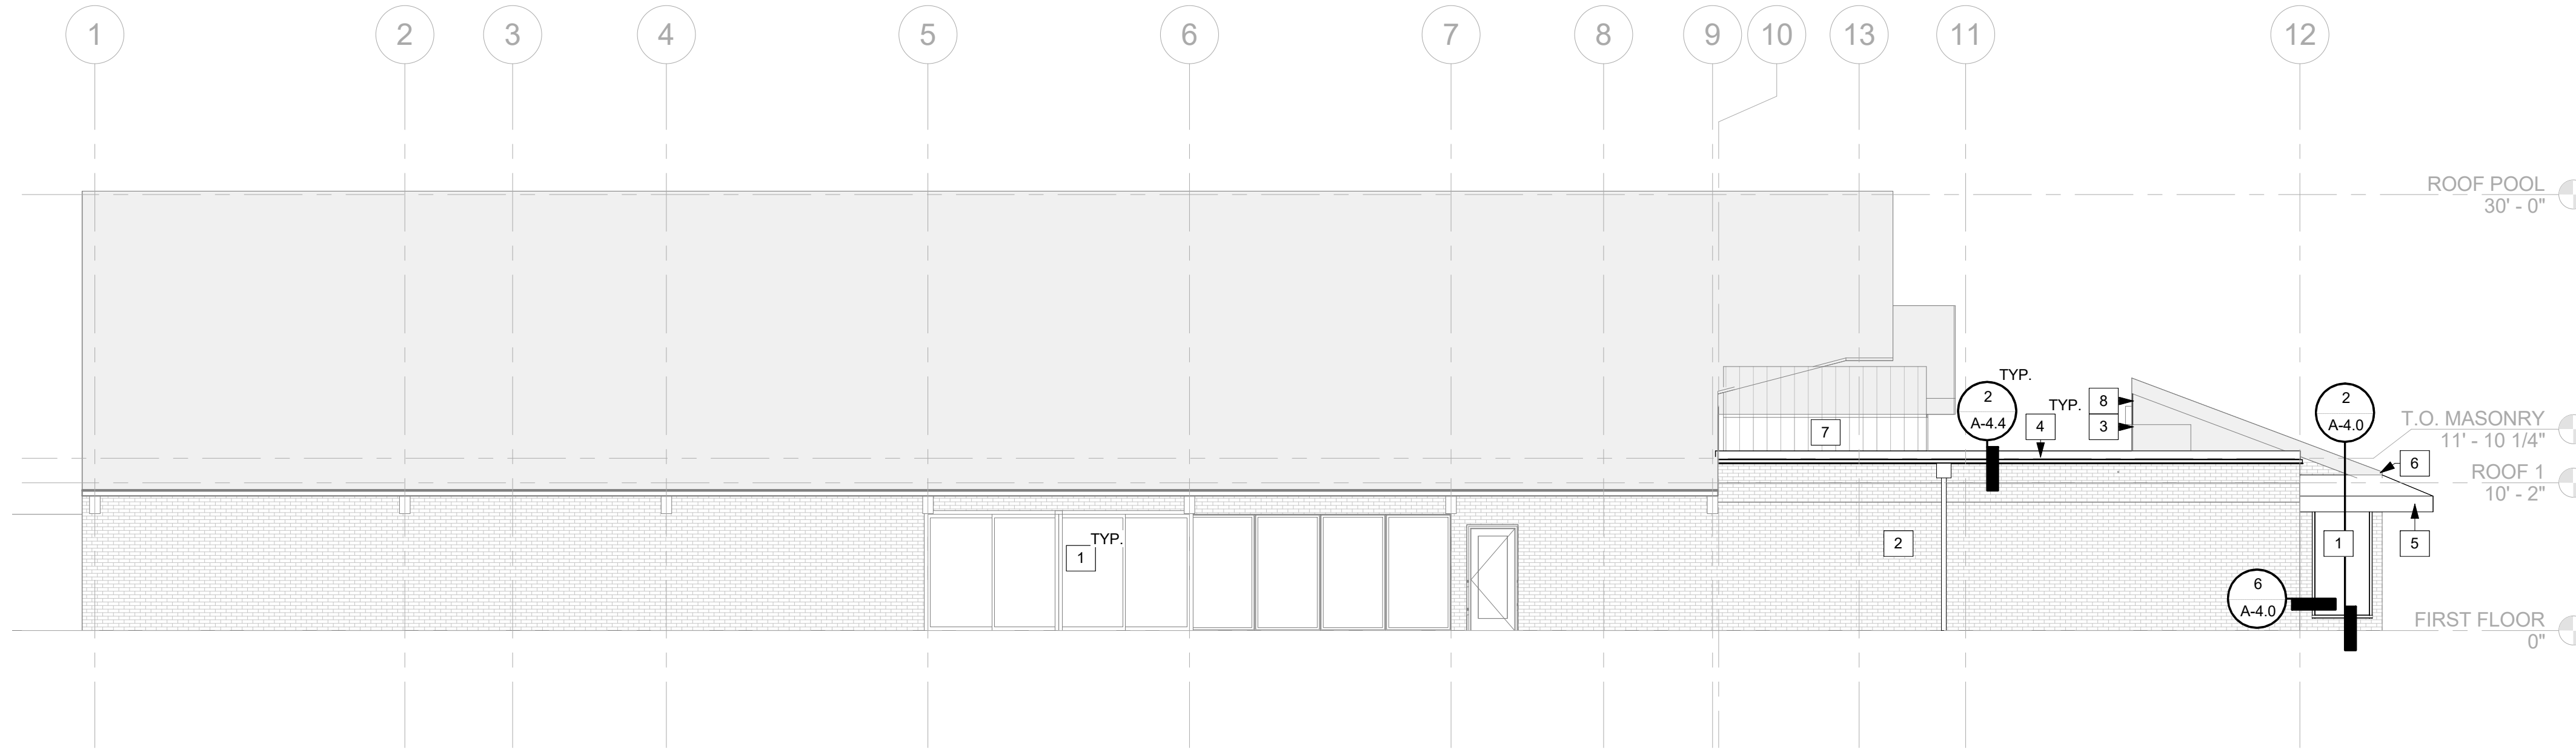 1
2
3
4
5
6
7
8
9
10
13
11
12
ROOF POOL
30' - 0"
TYP.
2
A-4.4
TYP.
4
8
3
7
2
A-4.0
T.O. MASONRY
11' - 10 1/4"
6
ROOF 1
10' - 2"
TYP.
1
2
1
5
6
A-4.0
FIRST FLOOR
0"